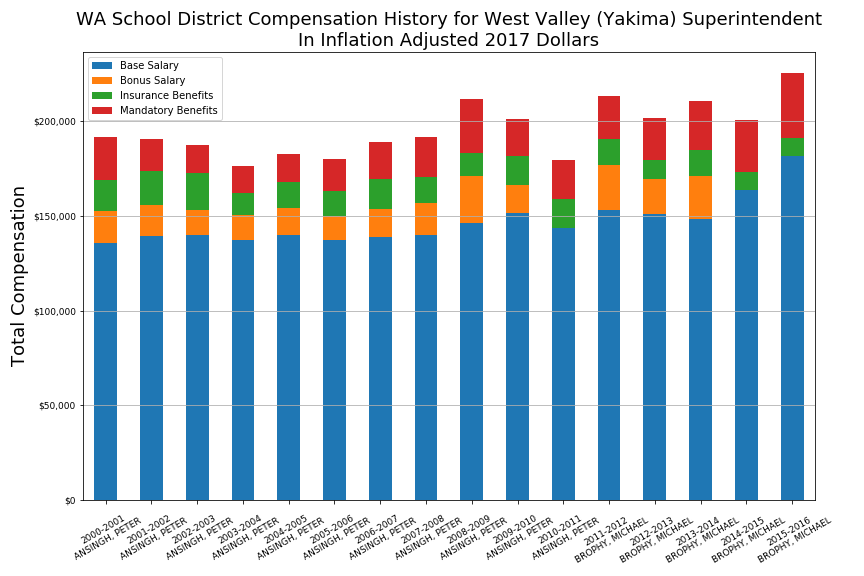 WA School District Compensation History for West Valley (Yakima) Superintendent
In Inflation Adjusted 2017 Dollars
Base Salary
Bonus Salary
Insurance Benefits
Mandatory Benefits
Total Compensation
$200,000
$150,000
$100,000
$50,000
$0
2000-2001
ANSINGH, PETER
2001-2002
ANSINGH, PETER
2002-2003
ANSINGH, PETER
2003-2004
ANSINGH, PETER
2004-2005
ANSINGH, PETER
2005-2006
ANSINGH, PETER
2006-2007
ANSINGH, PETER
2007-2008
ANSINGH, PETER
2008-2009
ANSINGH, PETER
2009-2010
ANSINGH, PETER
2010-2011
ANSINGH, PETER
2011-2012
BROPHY, MICHAEL
2012-2013
BROPHY, MICHAEL
2013-2014
BROPHY, MICHAEL
2014-2015
BROPHY, MICHAEL
2015-2016
BROPHY, MICHAEL